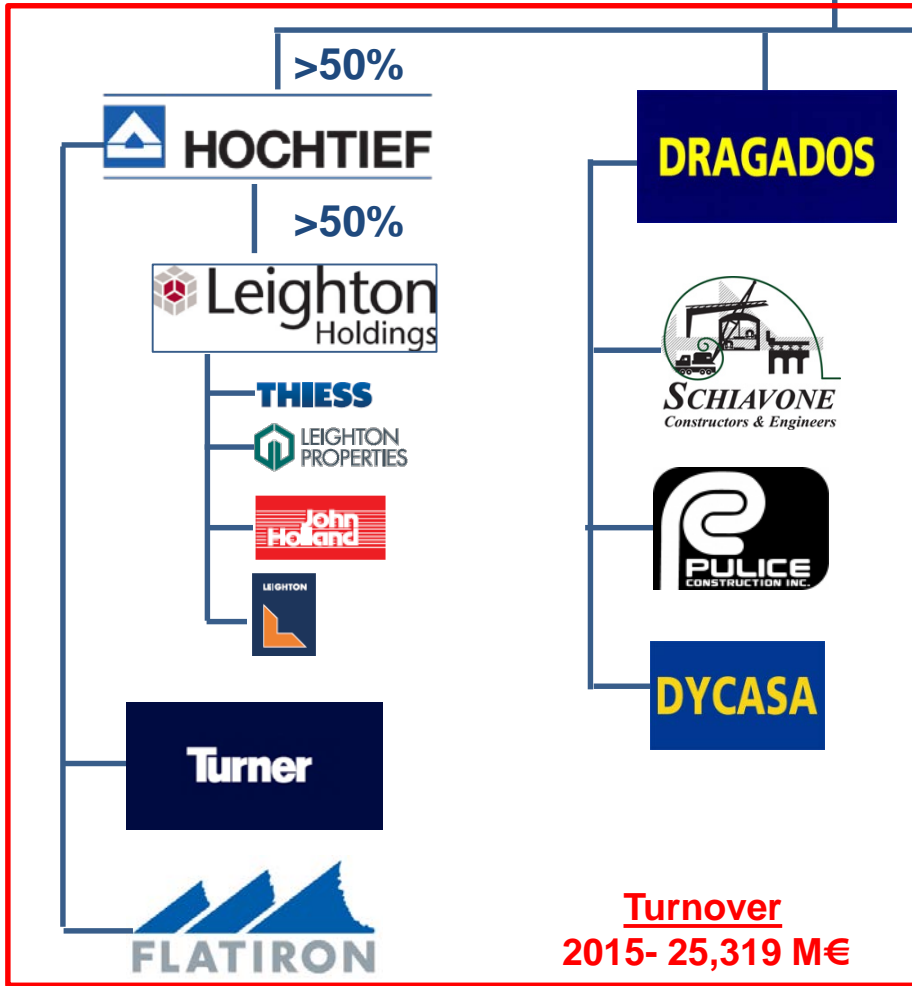 >50%
HOCHTIEF
>50%
Leighton
Holdings
THIESS
LEIGHTON
PROPERTIES
John
Holland
LEIGHTON
Turner
FLATIRON
DRAGADOS
SCHIAVONE
Constructors & Engineers
PULICE
CONSTRUCTION INC.
DYCASA
Turnover
2015- 25,319 M€